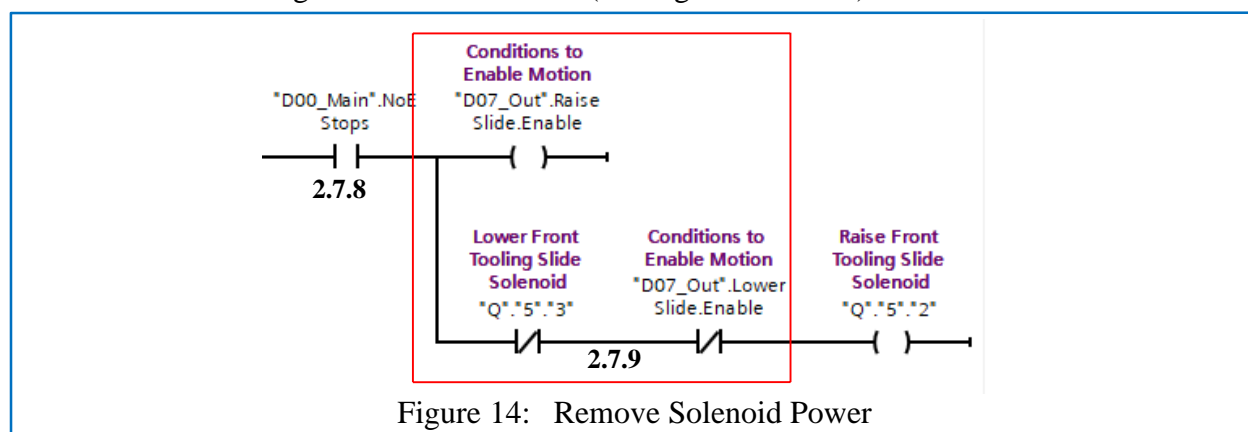 Conditions to
Enable Motion
"D00_Main".NoE
Stops
"D07_Out".Raise
Slide.Enable
2.7.8
Lower Front
Tooling Slide
Solenoid
"Q"."5"."3"
Conditions to
Enable Motion
"D07_Out".Lower
Slide.Enable
Raise Front
Tooling Slide
Solenoid
"Q"."5"."2"
2.7.9
Figure 14: Remove Solenoid Power